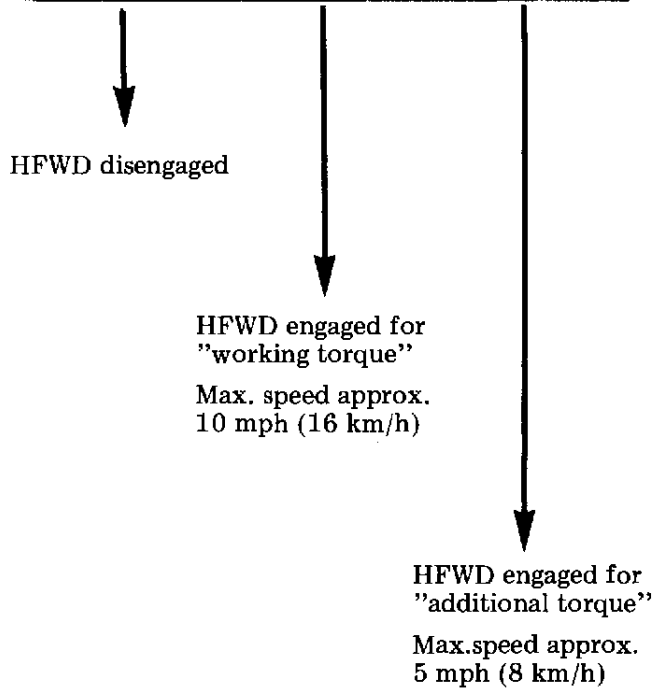 HFWD disengaged
HFWD engaged for
”working torque”
Max. speed approx.
10 mph (16 km/h)
HFWD engaged for
”additional torque”
Max.speed approx.
5 mph (8 km/h)